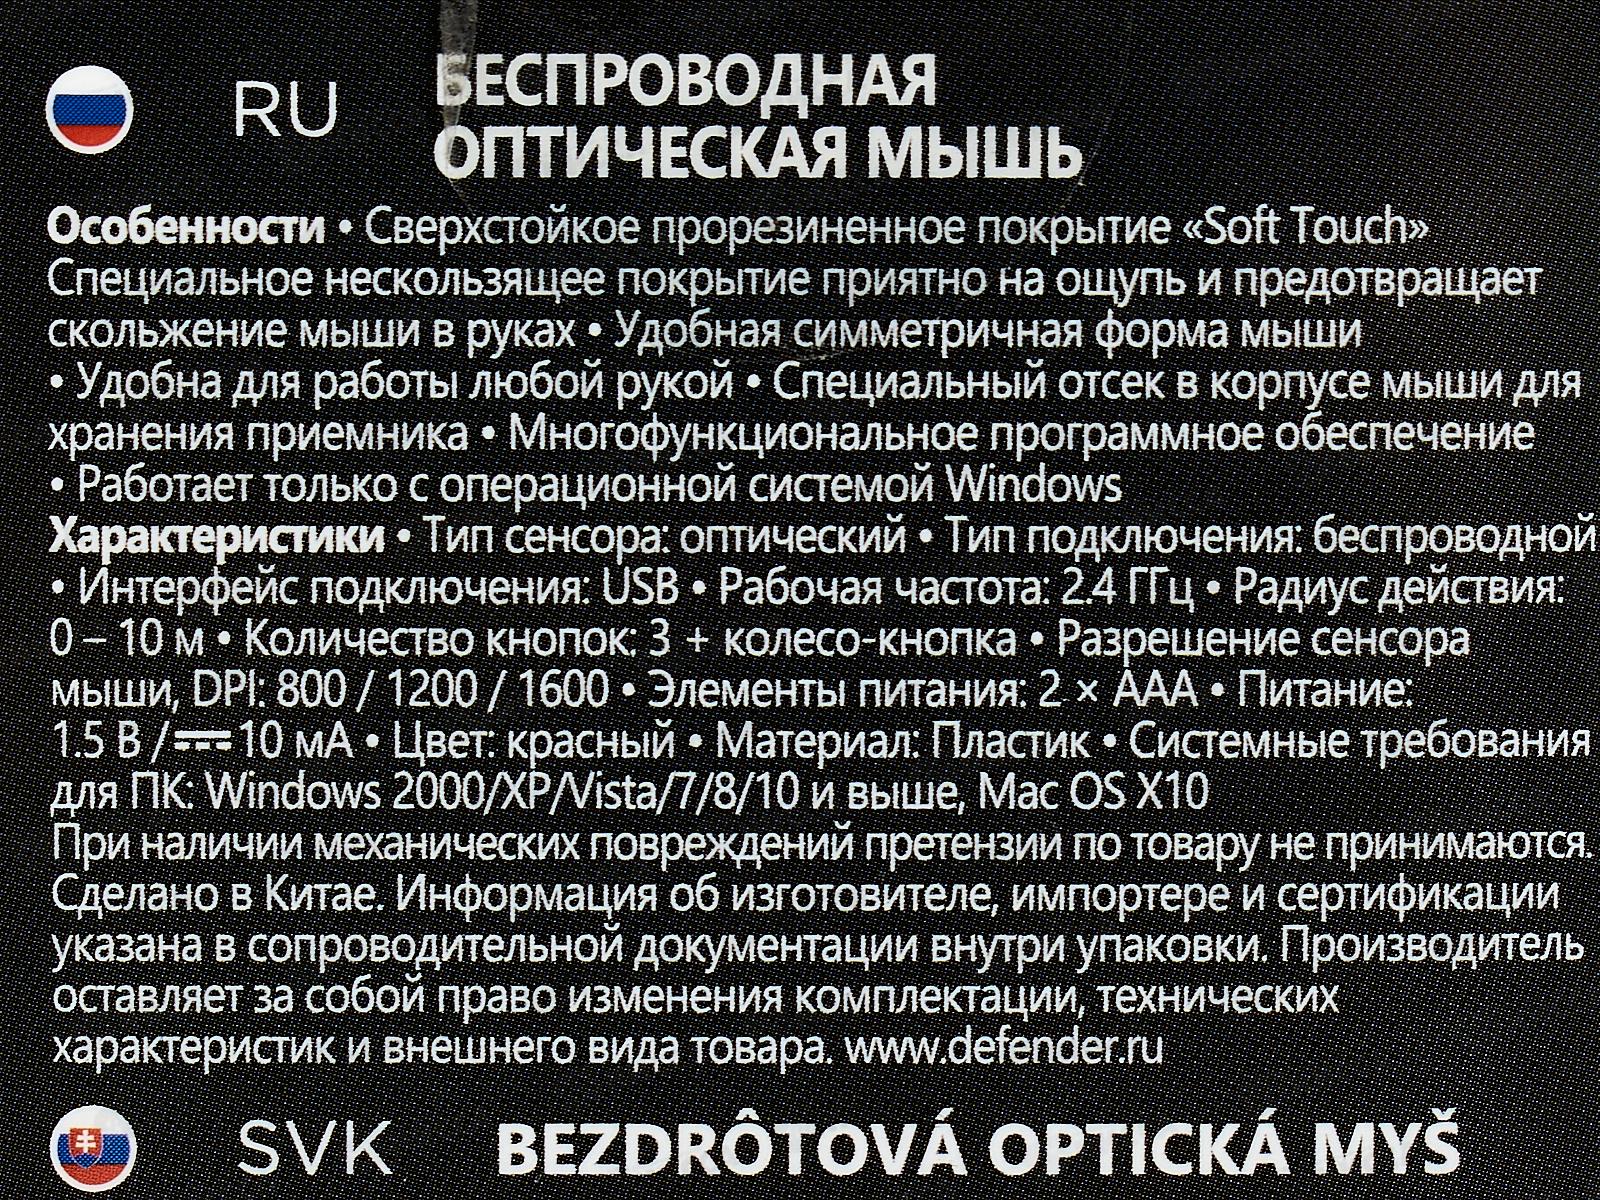 RU
БЕСПРОВОДНАЯ
ОПТИЧЕСКАЯ МЫШЬ
Особенности • Сверхстойкое прорезиненное покрытие «Soft Touch»
Специальное нескользящее покрытие приятно на ощупь и предотвращает
скольжение мыши в руках • Удобная симметричная форма мыши
• Удобна для работы любой рукой • Специальный отсек в корпусе мыши для
хранения приемника • Многофункциональное программное обеспечение
• Работает только с операционной системой Windows
Характеристики • Тип сенсора: оптический • Тип подключения: беспроводной
• Интерфейс подключения: USB • Рабочая частота: 2.4 ГГц • Радиус действия:
0 – 10 м • Количество кнопок: 3 + колесо-кнопка • Разрешение сенсора
мыши, DPI: 800 / 1200 / 1600 • Элементы питания: 2 × AAA • Питание:
1.5 В / ⎓ 10 мА • Цвет: красный • Материал: Пластик • Системные требования
для ПК: Windows 2000/XP/Vista/7/8/10 и выше, Mac OS X10
При наличии механических повреждений претензии по товару не принимаются.
Сделано в Китае. Информация об изготовителе, импортере и сертификации
указана в сопроводительной документации внутри упаковки. Производитель
оставляет за собой право изменения комплектации, технических
характеристик и внешнего вида товара. www.defender.ru
SVK BEZDRÔTOVÁ OPTICKÁ MYŠ